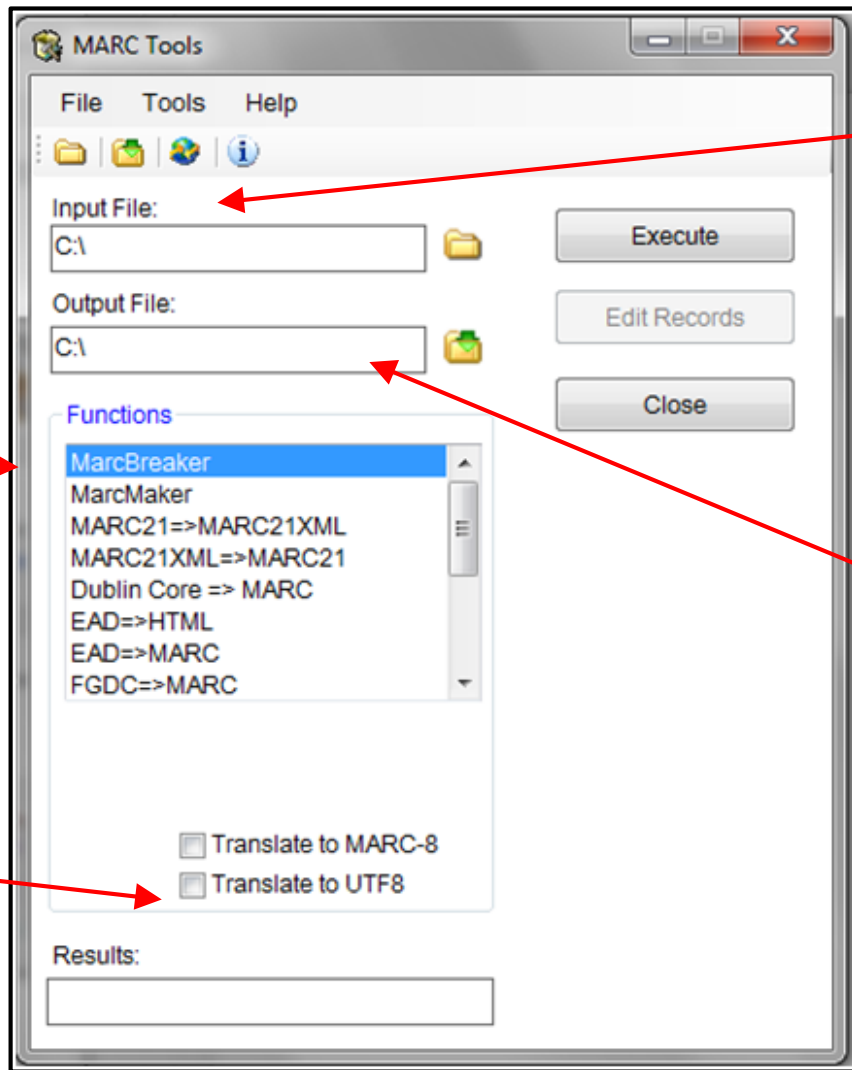 MARC Tools
File Tools Help
Input File:
C:\
Execute
Output File:
C:\
Edit Records
Close
Functions
MarcBreaker
MarcMaker
MARC21=>MARC21XML
MARC21XML=>MARC21
Dublin Core => MARC
EAD=>HTML
EAD=>MARC
FGDC=>MARC
Translate to MARC-8
Translate to UTF8
Results: